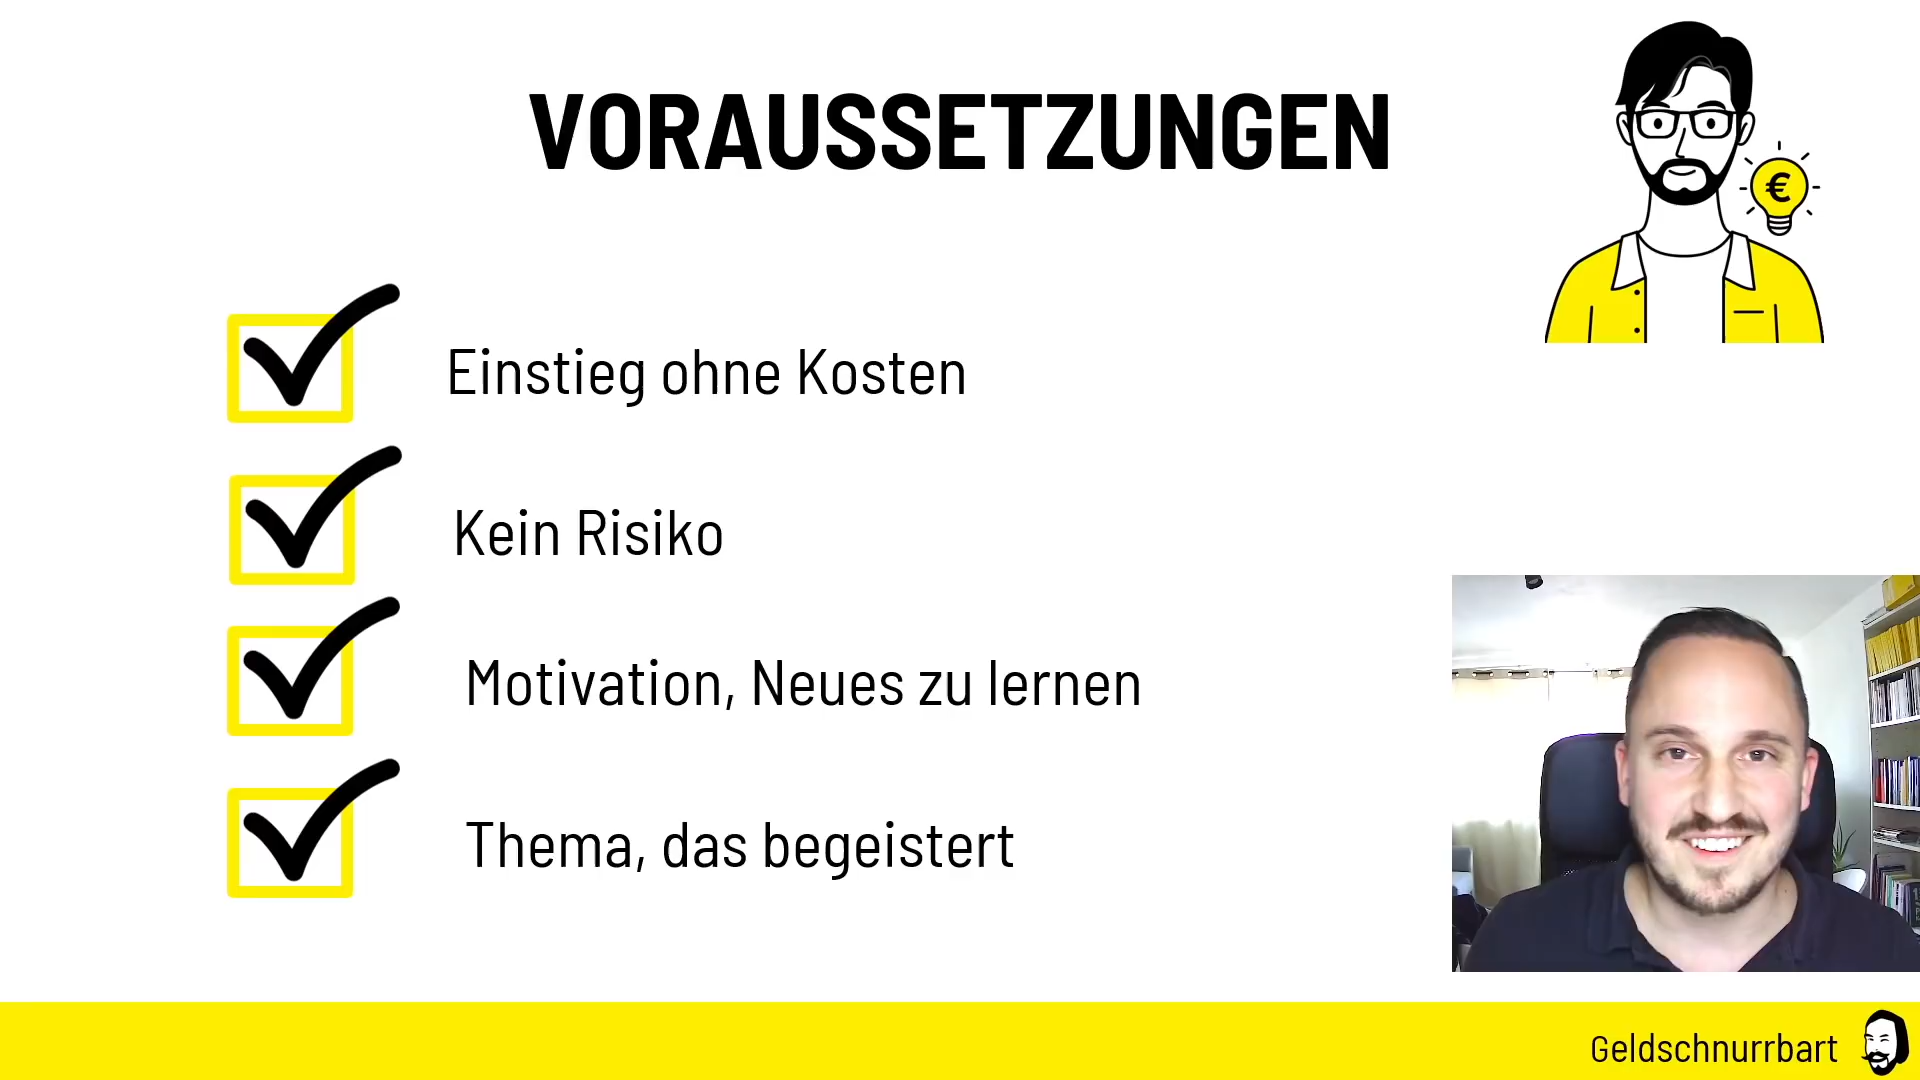 VORAUSSETZUNGEN
€
Einstieg ohne Kosten
Kein Risiko
Motivation, Neues zu lernen
Thema, das begeistert
Geldschnurrbart